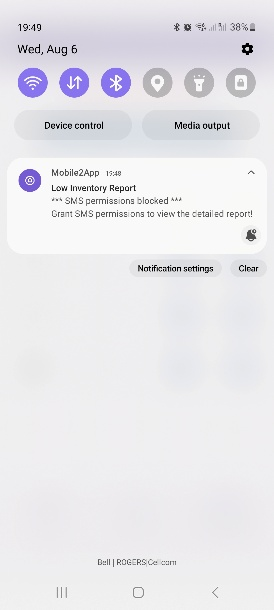 19:49
38%
Wed, Aug 6
Device control
Media output
Mobile2App 19:48
Low Inventory Report
*** SMS permissions blocked ***
Grant SMS permissions to view the detailed report!
Notification settings
Clear
Bell | ROGERS|Cellcom